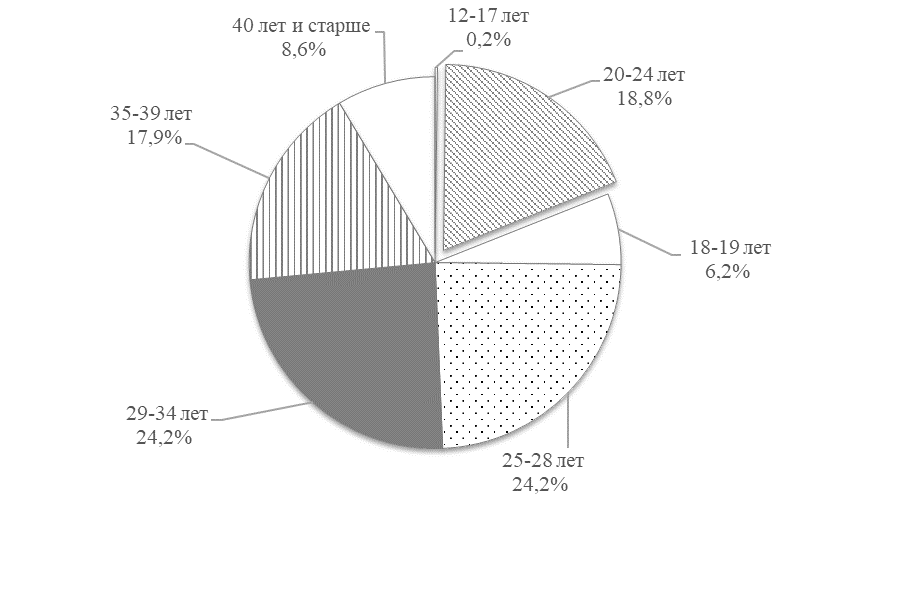 12-17 лет
0,2%
40 лет и старше
8,6%
20-24 лет
18,8%
35-39 лет
17,9%
18-19 лет
6,2%
29-34 лет
24,2%
25-28 лет
24,2%